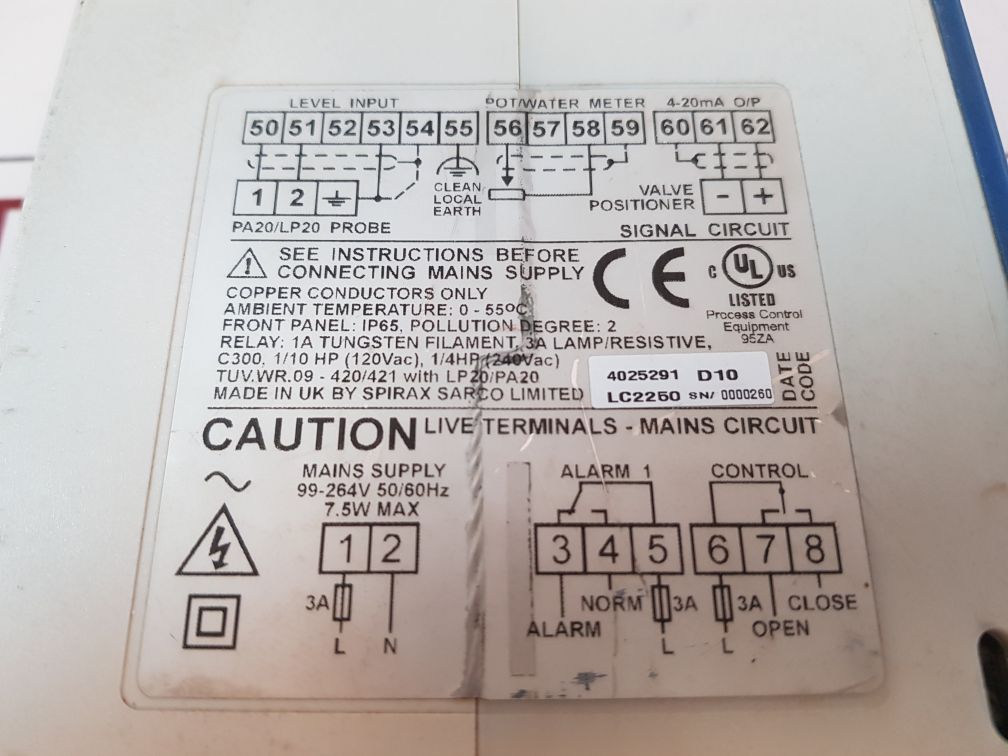 LEVEL INPUT POT/WATER METER 4-20mA O/P
50 51 52 53 54 55 56 57 58 59 60 61 62
1 2 CLEAN LOCAL EARTH VALVE POSITIONER - +
PA20/LP20 PROBE SIGNAL CIRCUIT
SEE INSTRUCTIONS BEFORE
CONNECTING MAINS SUPPLY
CE
C UL US
LISTED
Process Control
Equipment
95ZA
COPPER CONDUCTORS ONLY
AMBIENT TEMPERATURE: 0 - 55ºC
FRONT PANEL: IP65, POLLUTION DEGREE: 2
RELAY: 1A TUNGSTEN FILAMENT, 3A LAMP/RESISTIVE,
C300, 1/10 HP (120Vac), 1/4HP (240Vac)
TUV.WR.09 - 420/421 with LP20/PA20
MADE IN UK BY SPIRAX SARCO LIMITED
4025291 D10
LC2250 SN/ 0000260
DATE
CODE
CAUTION LIVE TERMINALS - MAINS CIRCUIT
MAINS SUPPLY
99-264V 50/60Hz
7.5W MAX
ALARM 1 CONTROL
1 2 3 4 5 6 7 8
3A NORM 3A 3A CLOSE
ALARM OPEN
L N L L